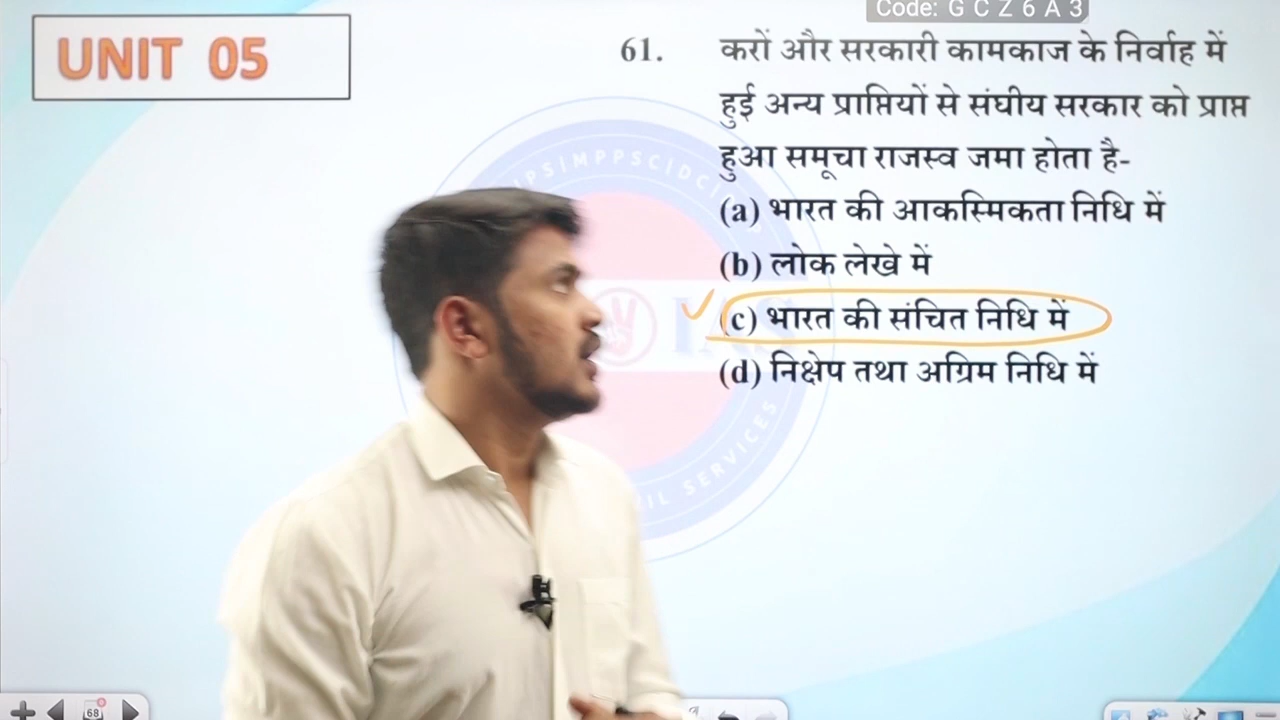 Code: G C Z 6 A 3
UNIT 05
61. करों और सरकारी कामकाज के निर्वाह में
हुई अन्य प्राप्तियों से संघीय सरकार को प्राप्त
हुआ समूचा राजस्व जमा होता है-
(a) भारत की आकस्मिकता निधि में
(b) लोक लेखे में
(c) भारत की संचित निधि में
(d) निक्षेप तथा अग्रिम निधि में
IAS
68